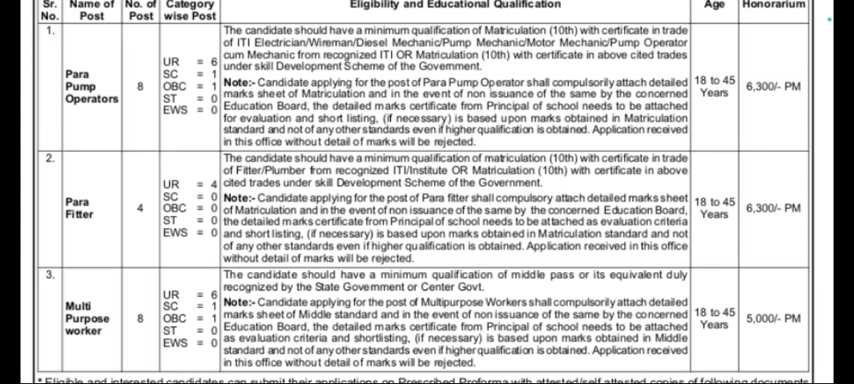 Sr. No. Name of Post No. of Post Category wise Post Eligibility and Educational Qualification Age Honorarium
1.
Para Pump Operators
8
UR = 6
SC = 1
OBC = 1
ST = 0
EWS = 0
The candidate should have a minimum qualification of Matriculation (10th) with certificate in trade
of ITI Electrician/Wireman/Diesel Mechanic/Pump Mechanic/Motor Mechanic/Pump Operator
cum Mechanic from recognized ITI OR Matriculation (10th) with certificate in above cited trades
under skill Development Scheme of the Government.
Note:- Candidate applying for the post of Para Pump Operator shall compulsorily attach detailed
marks sheet of Matriculation and in the event of non issuance of the same by the concerned
Education Board, the detailed marks certificate from Principal of school needs to be attached
for evaluation and short listing, (if necessary) is based upon marks obtained in Matriculation
standard and not of any other standards even if higher qualification is obtained. Application received
in this office without detail of marks will be rejected.
18 to 45
Years
6,300/- PM
2.
Para
Fitter
4
UR = 4
SC = 0
OBC = 0
ST = 0
EWS = 0
The candidate should have a minimum qualification of matriculation (10th) with certificate in trade
of Fitter/Plumber from recognized ITI/Institute OR Matriculation (10th) with certificate in above
cited trades under skill Development Scheme of the Government.
Note:- Candidate applying for the post of Para fitter shall compulsory attach detailed marks sheet
of Matriculation and in the event of non issuance of the same by the concerned Education Board,
the detailed marks certificate from Principal of school needs to be attached as evaluation criteria
and short listing, (if necessary) is based upon marks obtained in Matriculation standard and not
of any other standards even if higher qualification is obtained. Application received in this office
without detail of marks will be rejected.
18 to 45
Years
6,300/- PM
3.
Multi
Purpose
worker
8
UR = 6
SC = 1
OBC = 1
ST = 0
EWS = 0
The candidate should have a minimum qualification of middle pass or its equivalent duly
recognized by the State Government or Center Govt.
Note:- Candidate applying for the post of Multipurpose Workers shall compulsorily attach detailed
marks sheet of Middle standard and in the event of non issuance of the same by the concerned
Education Board, the detailed marks certificate from Principal of school needs to be attached
as evaluation criteria and shortlisting, (if necessary) is based upon marks obtained in Middle
standard and not of any other standards even if higher qualification is obtained. Application received
in this office without detail of marks will be rejected.
18 to 45
Years
5,000/- PM
* Eligible and interested candidates can submit their applications on Prescribed Proforma with attested/self attested copies of following documents